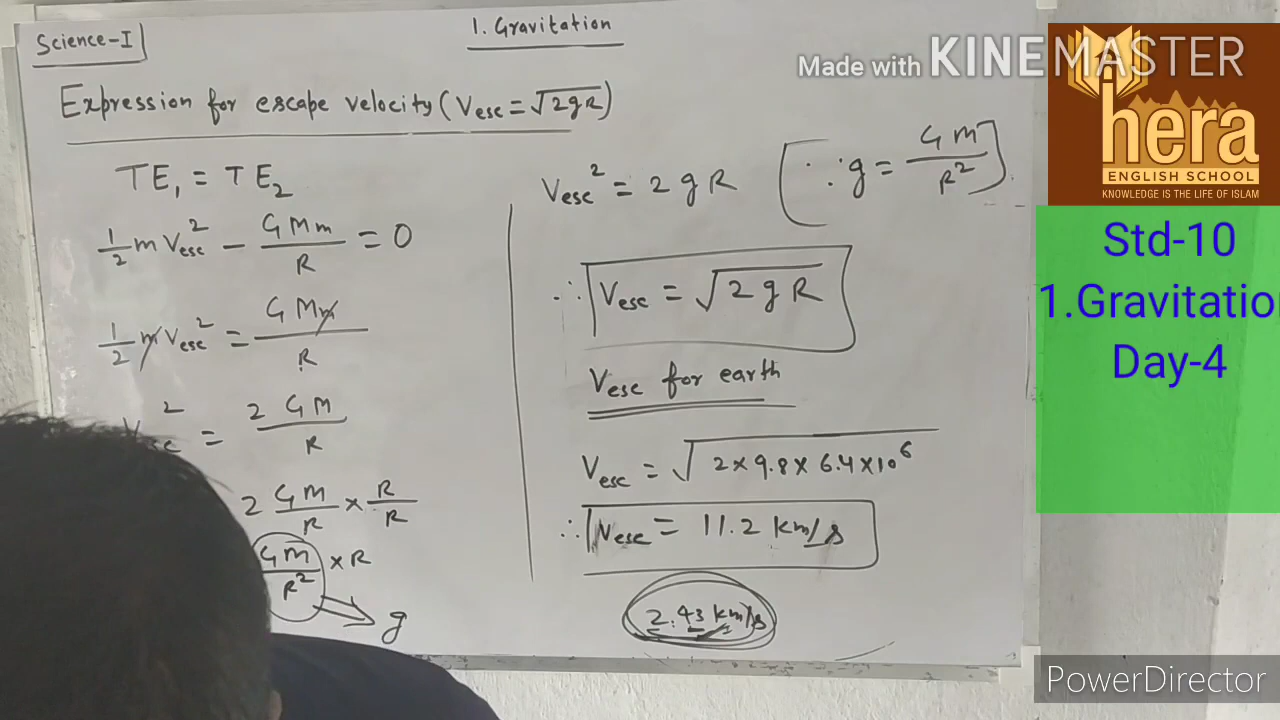 Science-I
1. Gravitation
Expression for escape velocity (Vesc = √2gR)
TE₁ = TE₂
1/2 m Vesc² - GMm/R = 0
1/2 m Vesc² = GMm/R
² = 2GM/R
2 GM/R × R/R
GM/R² × R
g
Vesc² = 2gR [∵ g = GM/R²]
∴ Vesc = √2gR
Vesc for earth
Vesc = √2×9.8×6.4×10⁶
∴ Vesc = 11.2 km/s
2.43 km/s
Made with KINEMASTER
hera
ENGLISH SCHOOL
KNOWLEDGE IS THE LIFE OF ISLAM
Std-10
1.Gravitatio
Day-4
PowerDirector